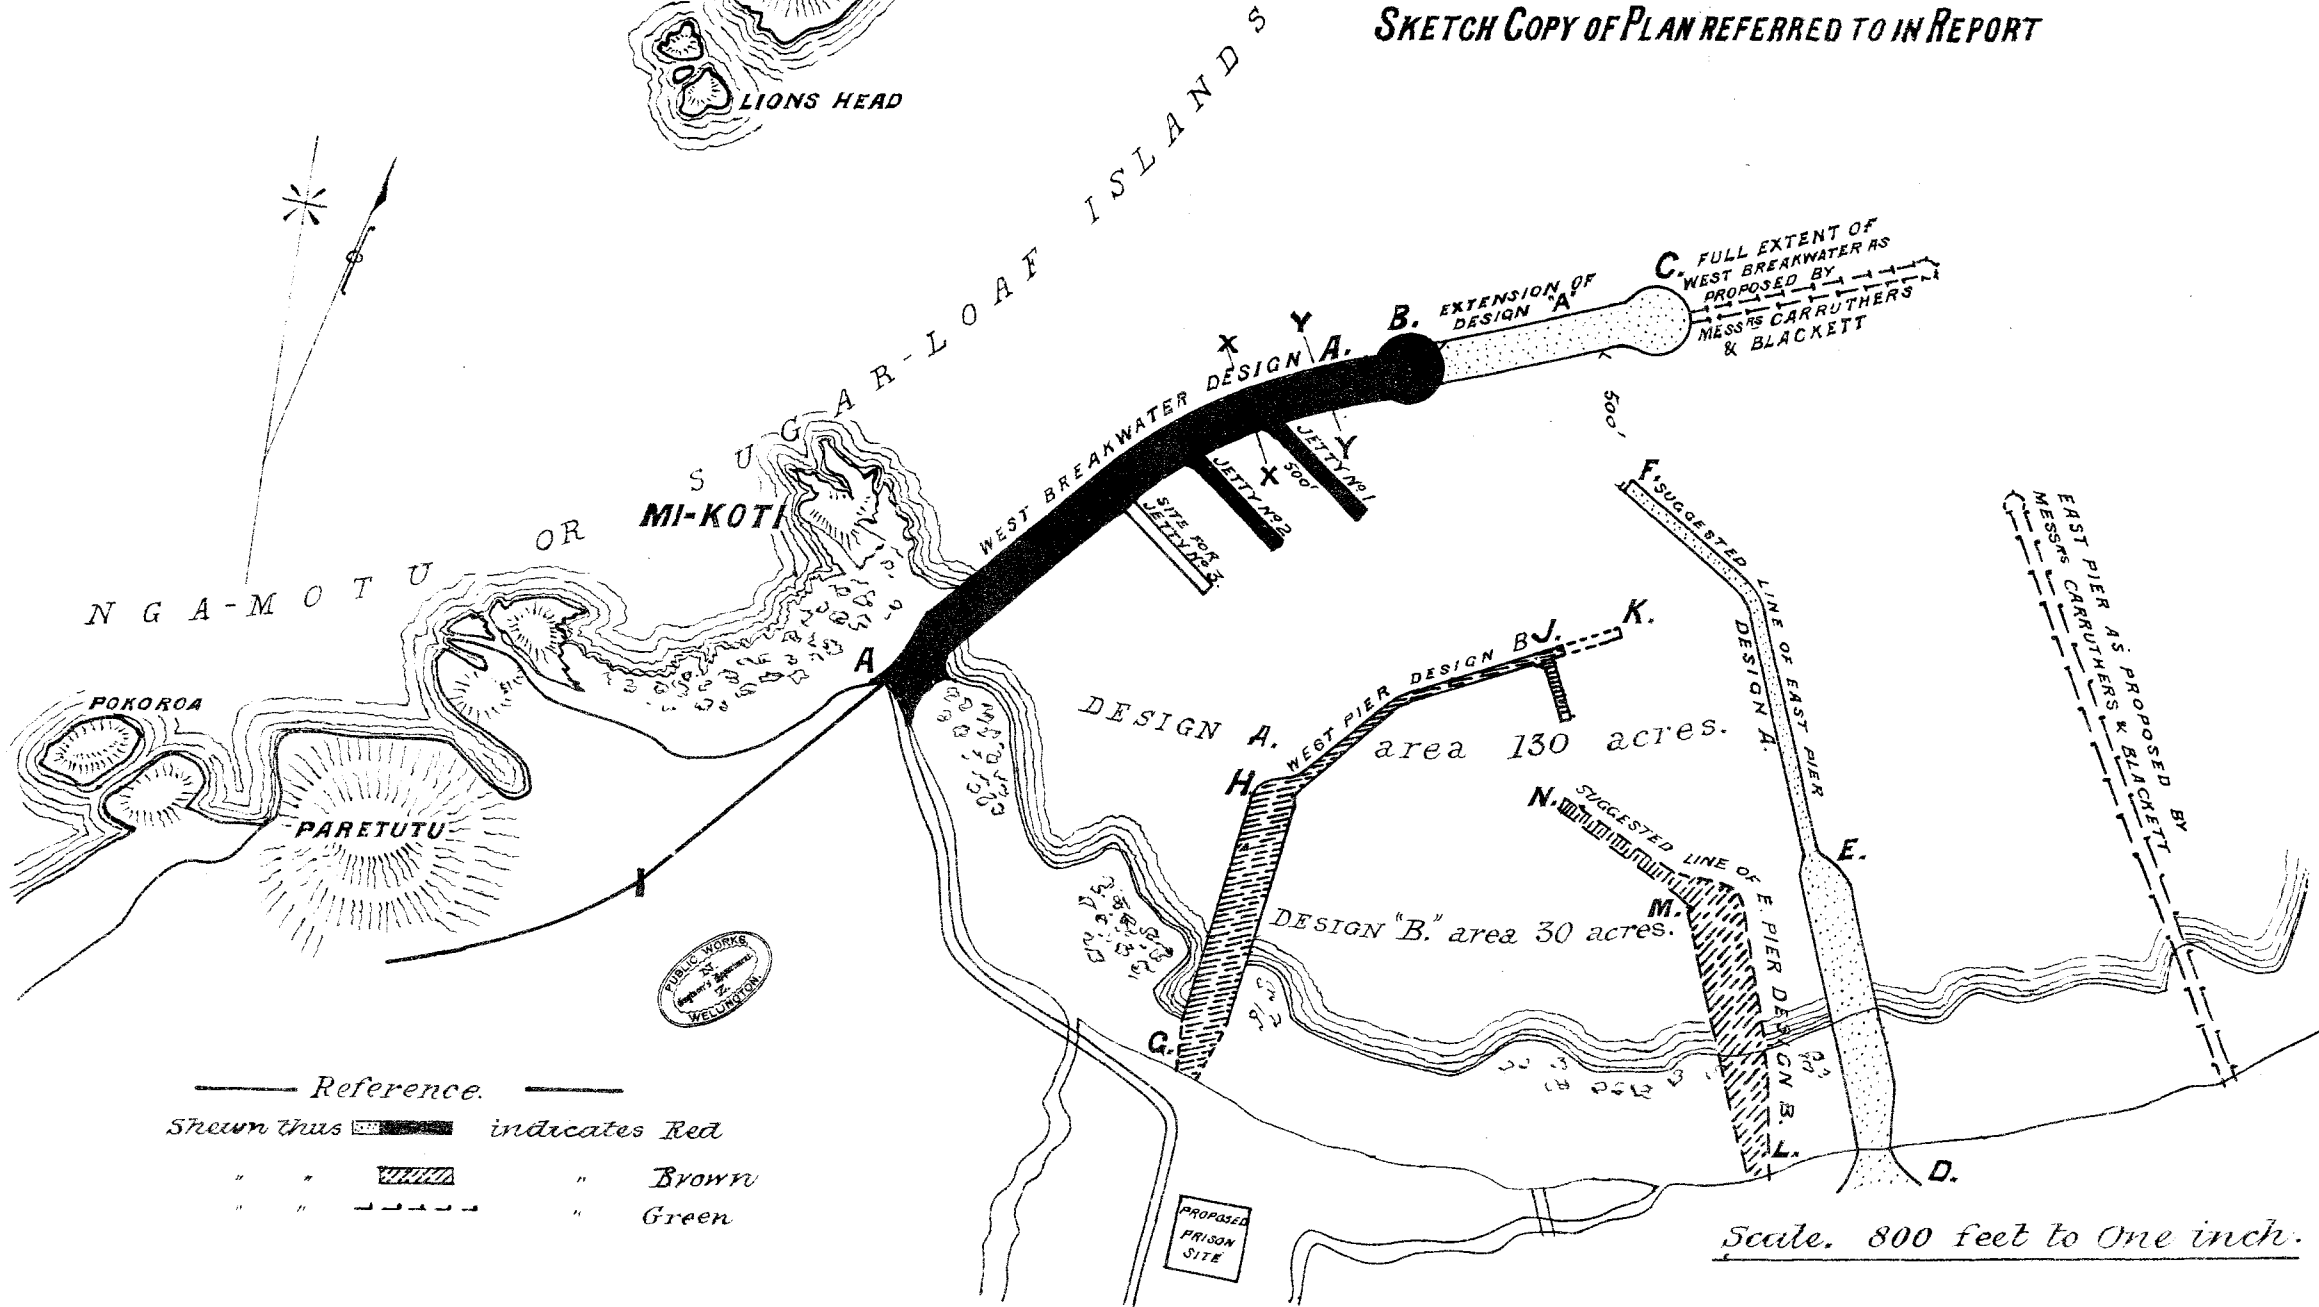 SKETCH COPY OF PLAN REFERRED TO IN REPORT
LIONS HEAD
NGA-MOTU OR SUGAR-LOAF ISLANDS
MI-KOTI
POKOROA
PARETUTU
A
WEST BREAKWATER DESIGN A.
X
Y
X
Y
B.
EXTENSION OF
DESIGN "A"
C.
FULL EXTENT OF
WEST BREAKWATER AS
PROPOSED BY
MESSRS CARRUTHERS
& BLACKETT
500'
JETTY No 1
500'
JETTY No 2
SITE FOR
JETTY No 3.
F.
SUGGESTED LINE OF EAST PIER
DESIGN A.
EAST PIER AS PROPOSED BY
MESSRS CARRUTHERS & BLACKETT
DESIGN A.
area 130 acres.
H.
WEST PIER DESIGN B
J.
K.
N.
SUGGESTED LINE OF E. PIER DESIGN B.
M.
E.
DESIGN "B." area 30 acres.
G.
L.
D.
PUBLIC WORKS
N.
Z.
WELLINGTON.
Reference.
Shewn thus indicates Red
" " " Brown
" " " Green
PROPOSED
PRISON
SITE
Scale. 800 feet to One inch.